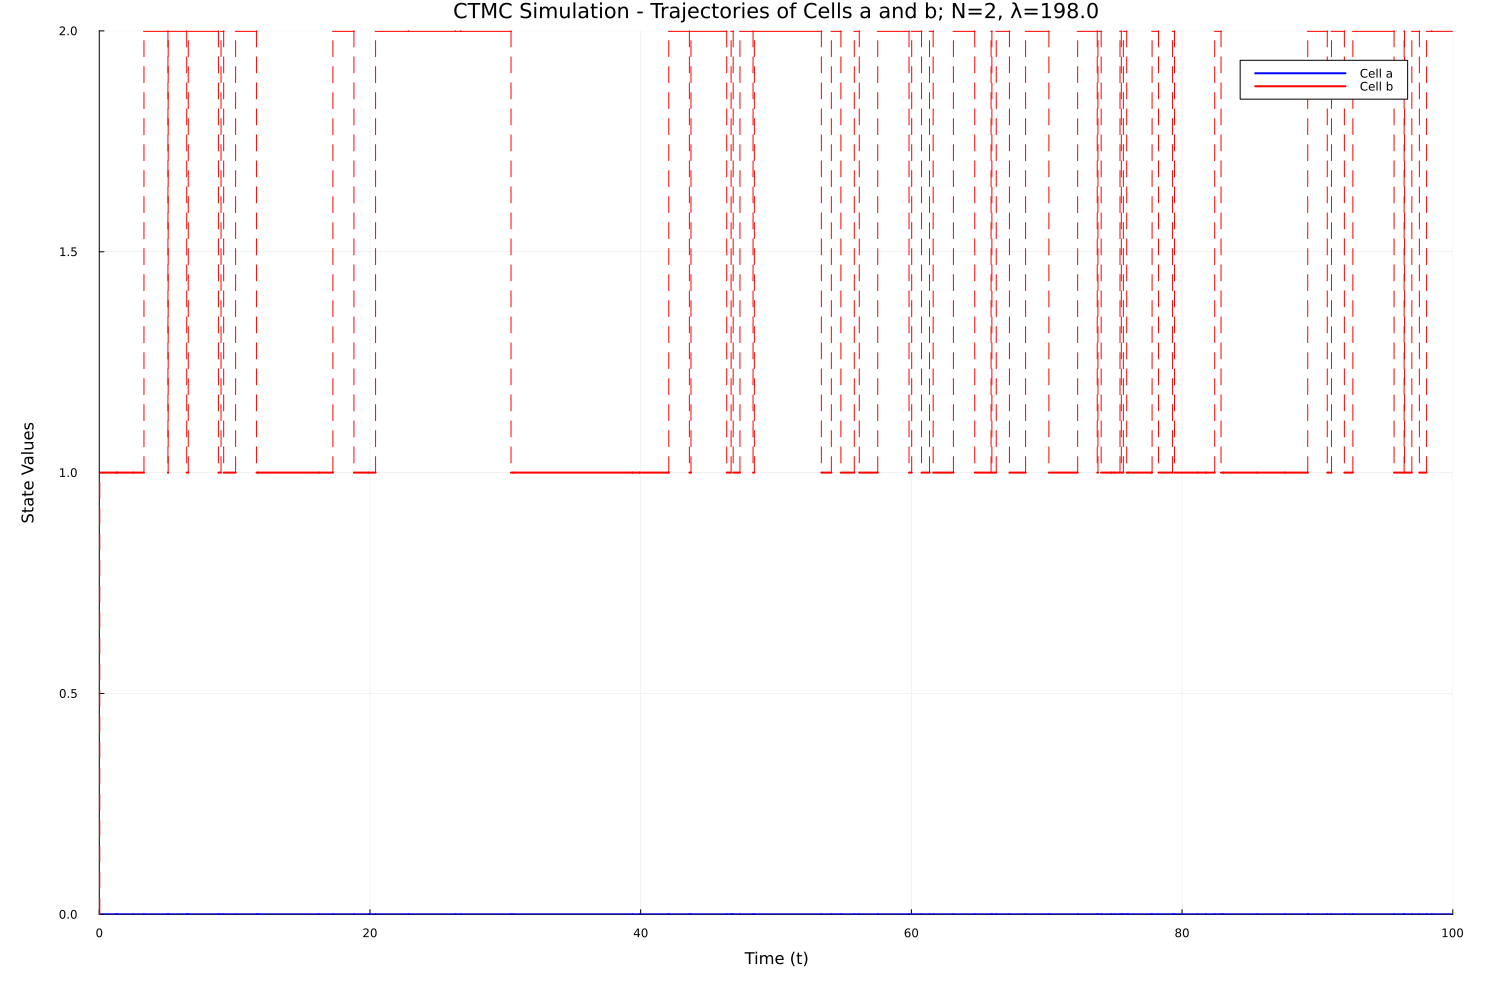 CTMC Simulation - Trajectories of Cells a and b; N=2, λ=198.0
2.0
Cell a
Cell b
1.5
1.0
State Values
0.5
0.0
0 20 40 60 80 100
Time (t)